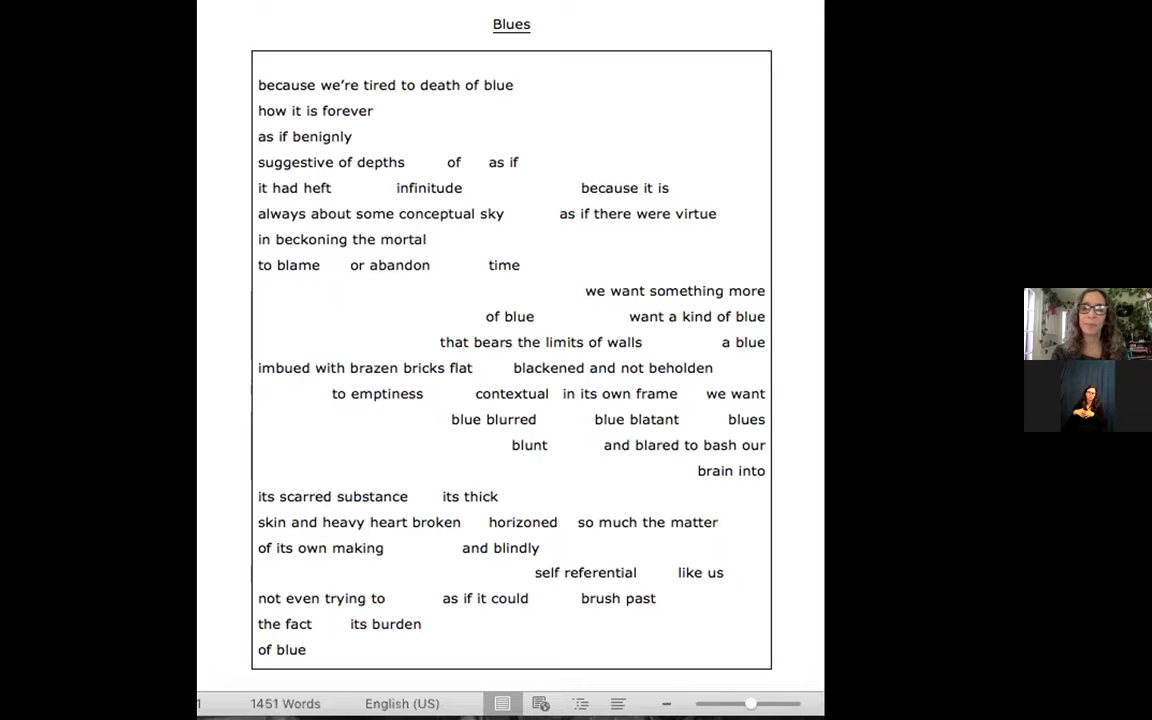 Blues
because we're tired to death of blue
how it is forever
as if benignly
suggestive of depths of as if
it had heft infinitude because it is
always about some conceptual sky as if there were virtue
in beckoning the mortal
to blame or abandon time
we want something more
of blue want a kind of blue
that bears the limits of walls a blue
imbued with brazen bricks flat blackened and not beholden
to emptiness contextual in its own frame we want
blue blurred blue blatant blues
blunt and blared to bash our
brain into
its scarred substance its thick
skin and heavy heart broken horizoned so much the matter
of its own making and blindly
self referential like us
not even trying to as if it could brush past
the fact its burden
of blue
1 1451 Words English (US)